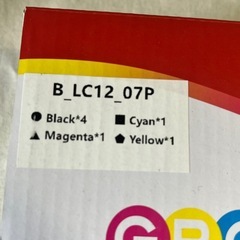 B_LC12_07P
Black*4 Cyan*1
Magenta*1 Yellow*1